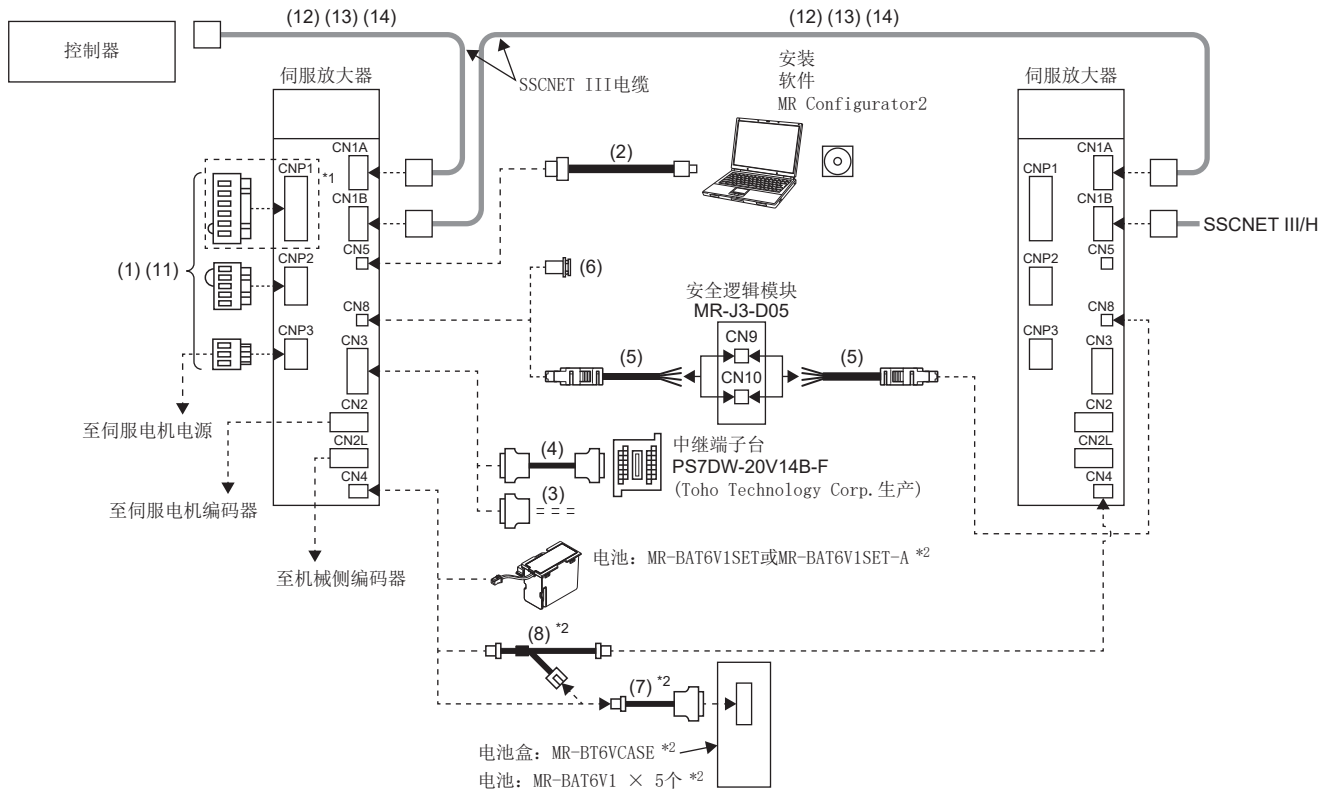 (12) (13) (14)
(12) (13) (14)
控制器
伺服放大器
SSCNET III电缆
安装
软件
MR Configurator2
伺服放大器
CN1A
CNP1
*1
CN1B
CN5
(2)
CN1A
CNP1
CN1B
SSCNET III/H
CN5
(1) (11)
CNP2
CN8
(6)
安全逻辑模块
MR-J3-D05
CN9
CN10
(5)
(5)
CNP2
CN8
CNP3
CN3
CNP3
CN3
至伺服电机电源
CN2
CN2L
CN4
(4)
中继端子台
PS7DW-20V14B-F
(Toho Technology Corp.生产)
(3)
CN2
CN2L
CN4
至伺服电机编码器
至机械侧编码器
电池：MR-BAT6V1SET或MR-BAT6V1SET-A *2
(8) *2
(7) *2
电池盒：MR-BT6VCASE *2
电池：MR-BAT6V1 × 5个 *2